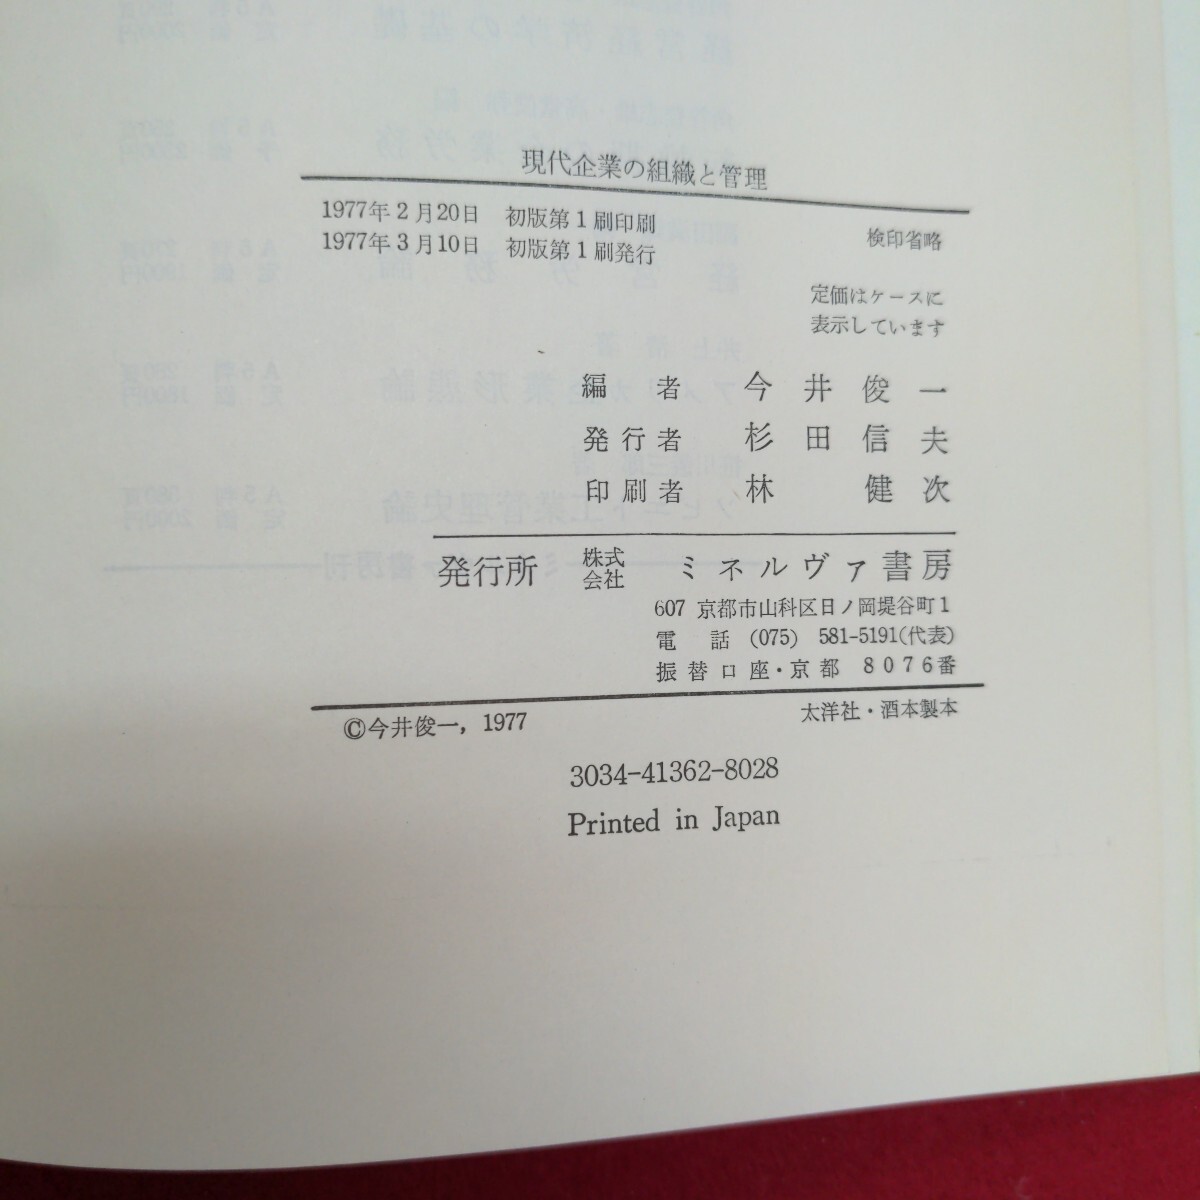 現代企業の組織と管理
1977年2月20日 初版第1刷印刷
1977年3月10日 初版第1刷発行
検印省略
定価はケースに
表示しています
編者 今井俊一
発行者 杉田信夫
印刷者 林健次
発行所 株式会社 ミネルヴァ書房
607 京都市山科区日ノ岡堤谷町1
電話 (075) 581-5191(代表)
振替口座・京都 8076番
©今井俊一, 1977
太洋社・酒本製本
3034-41362-8028
Printed in Japan